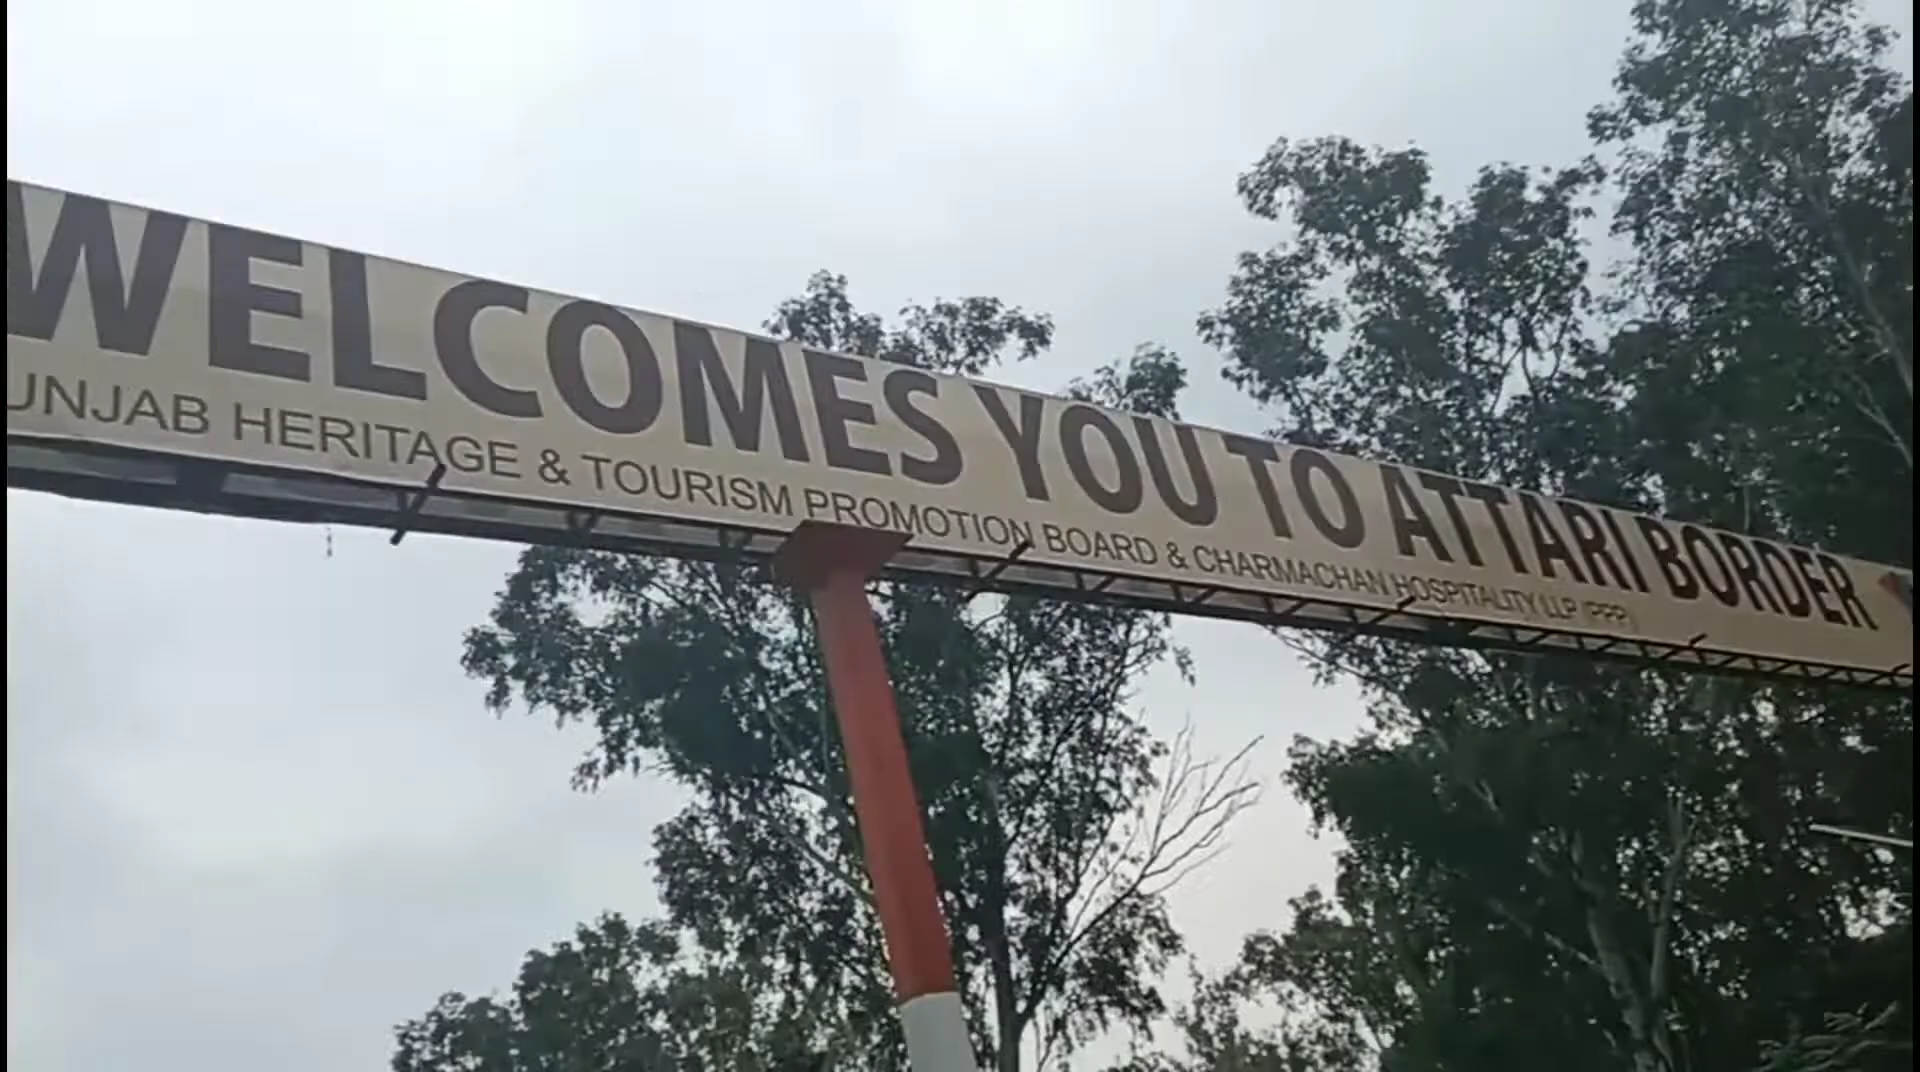 WELCOMES YOU TO ATTARI BORDER
UNJAB HERITAGE & TOURISM PROMOTION BOARD & CHARMACHAN HOSPITALITY LLP (PPP)